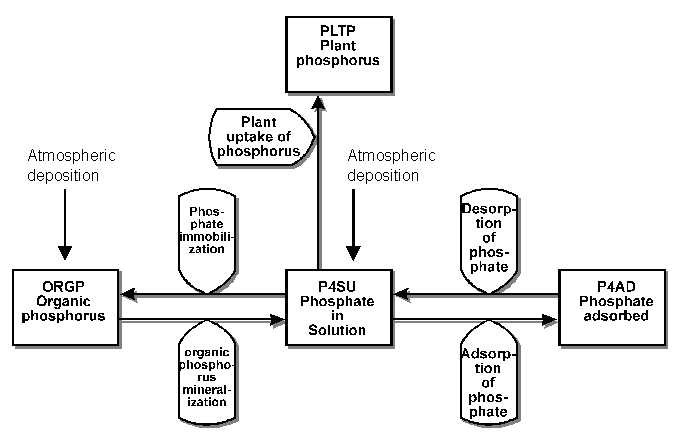 PLTP
Plant
phosphorus
Plant
uptake of
phosphorus
Atmospheric
deposition
Atmospheric
deposition
Phos-
phate
immobili-
zation
Desorp-
tion
of
phos-
phate
ORGP
Organic
phosphorus
P4SU
Phosphate
in
Solution
P4AD
Phosphate
adsorbed
organic
phospho-
rus
mineral-
ization
Adsorp-
tion
of
phos-
phate